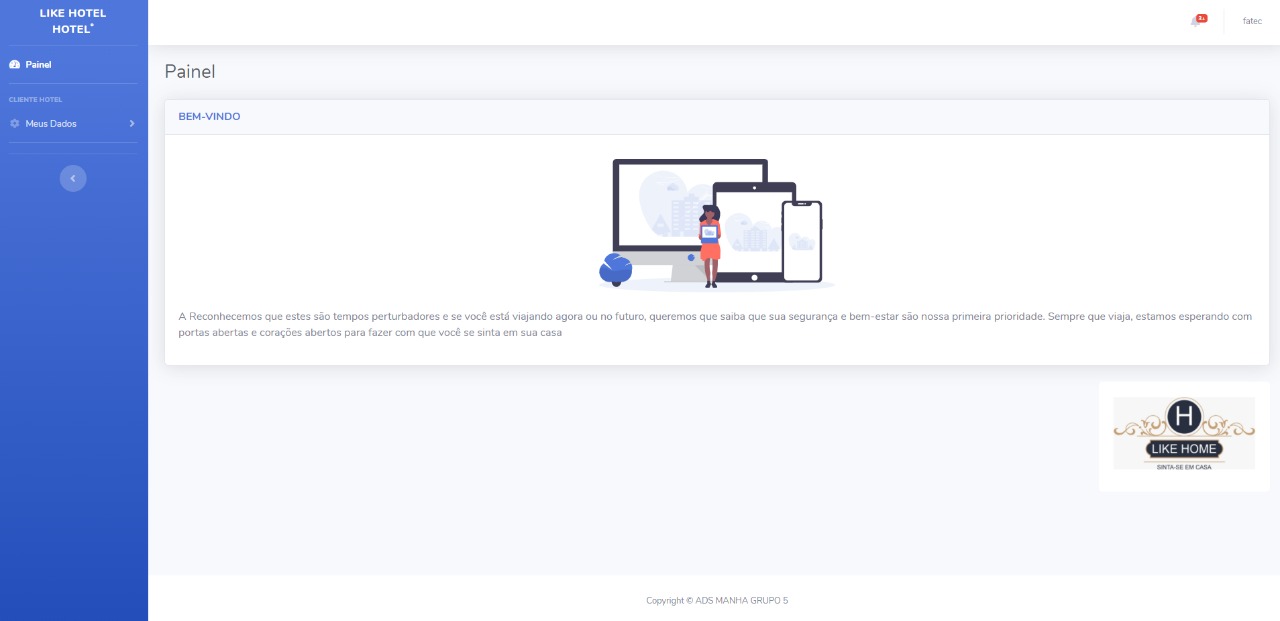 LIKE HOTEL
HOTEL*
Painel
CLIENTE HOTEL
Meus Dados
3+
fatec
Painel
BEM-VINDO
A Reconhecemos que estes são tempos perturbadores e se você está viajando agora ou no futuro, queremos que saiba que sua segurança e bem-estar são nossa primeira prioridade. Sempre que viaja, estamos esperando com
portas abertas e corações abertos para fazer com que você se sinta em sua casa
H
LIKE HOME
SINTA-SE EM CASA
Copyright © ADS MANHA GRUPO 5